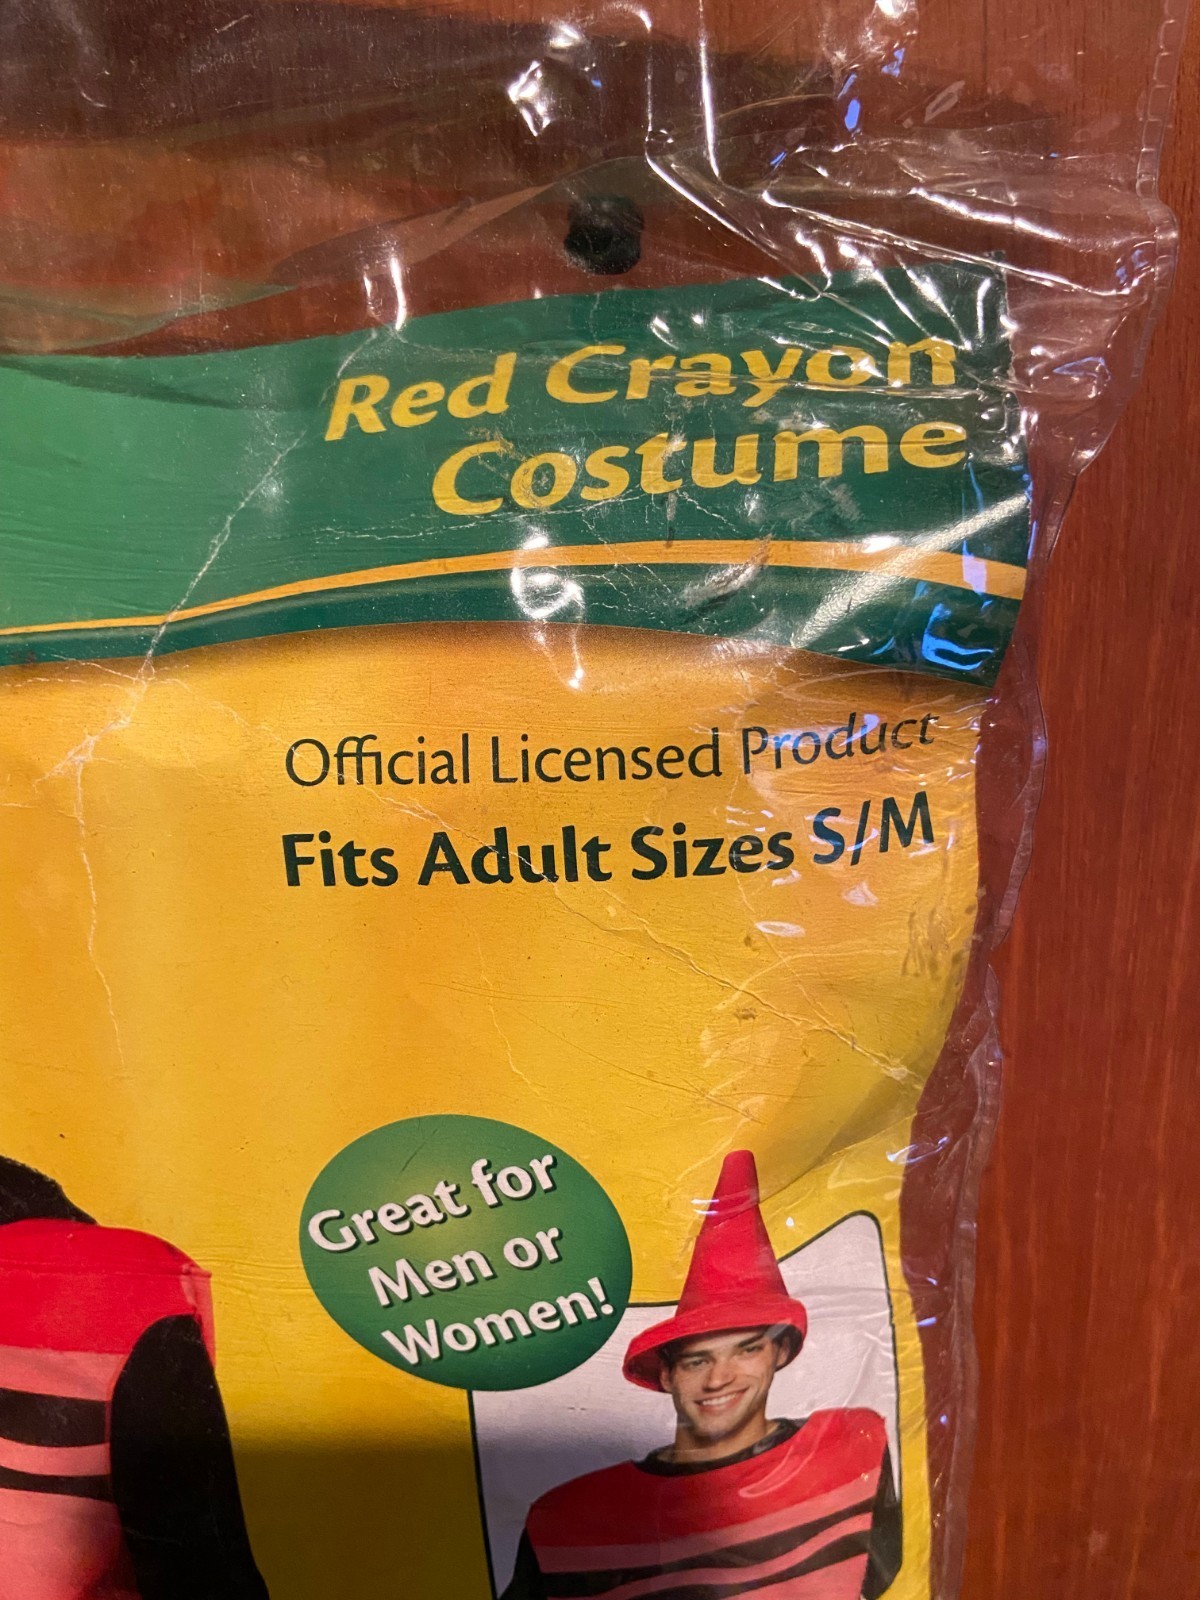 Red Crayon
Costume
Official Licensed Product
Fits Adult Sizes S/M
Great for
Men or
Women!